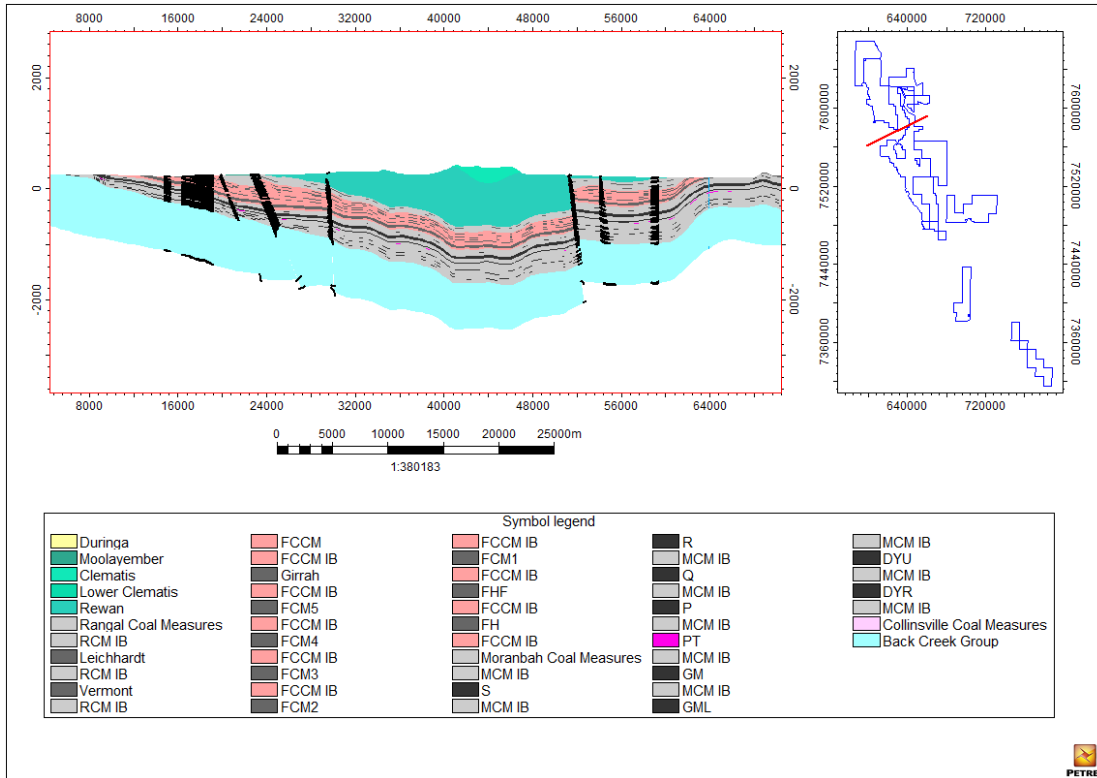 8000 16000 24000 32000 40000 48000 56000 64000
640000 720000
2000
0
-2000
2000
0
-2000
7600000
7520000
7440000
7360000
7600000
7520000
7440000
7360000
8000 16000 24000 32000 40000 48000 56000 64000
640000 720000
0 5000 10000 15000 20000 25000m
1:380183
Symbol legend
Duringa
Moolayember
Clematis
Lower Clematis
Rewan
Rangal Coal Measures
RCM IB
Leichhardt
RCM IB
Vermont
RCM IB
FCCM
FCCM IB
Girrah
FCCM IB
FCM5
FCCM IB
FCM4
FCCM IB
FCM3
FCCM IB
FCM2
FCCM IB
FCM1
FCCM IB
FHF
FCCM IB
FH
FCCM IB
Moranbah Coal Measures
MCM IB
S
MCM IB
R
MCM IB
Q
MCM IB
P
MCM IB
PT
MCM IB
GM
MCM IB
GML
MCM IB
DYU
MCM IB
DYR
MCM IB
Collinsville Coal Measures
Back Creek Group
PETRE